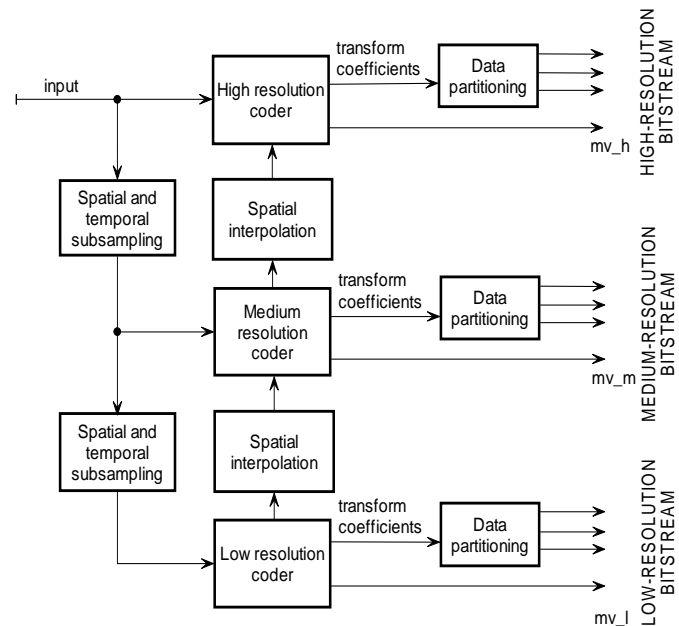 input
High resolution
coder
transform
coefficients
Data
partitioning
mv_h
HIGH-RESOLUTION
BITSTREAM
Spatial and
temporal
subsampling
Spatial
interpolation
Medium
resolution
coder
transform
coefficients
Data
partitioning
mv_m
MEDIUM-RESOLUTION
BITSTREAM
Spatial and
temporal
subsampling
Spatial
interpolation
Low resolution
coder
transform
coefficients
Data
partitioning
mv_l
LOW-RESOLUTION
BITSTREAM